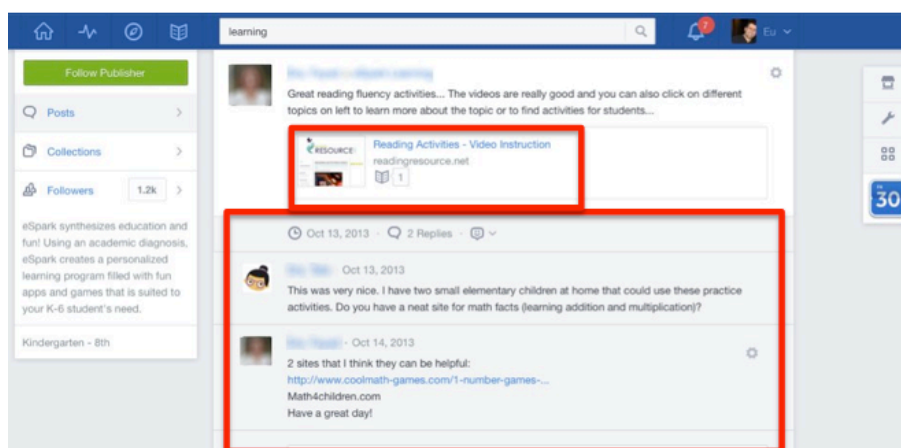 learning
7
Eu
Follow Publisher
Posts
Collections
Followers 1.2k
eSpark synthesizes education and
fun! Using an academic diagnosis,
eSpark creates a personalized
learning program filled with fun
apps and games that is suited to
your K-6 student's need.
Kindergarten - 8th
Great reading fluency activities... The videos are really good and you can also click on different
topics on left to learn more about the topic or to find activities for students...
RESOURCE
Reading Activities - Video Instruction
readingresource.net
1
Oct 13, 2013 · 2 Replies ·
· Oct 13, 2013
This was very nice. I have two small elementary children at home that could use these practice
activities. Do you have a neat site for math facts (learning addition and multiplication)?
· Oct 14, 2013
2 sites that I think they can be helpful:
http://www.coolmath-games.com/1-number-games-...
Math4children.com
Have a great day!
30